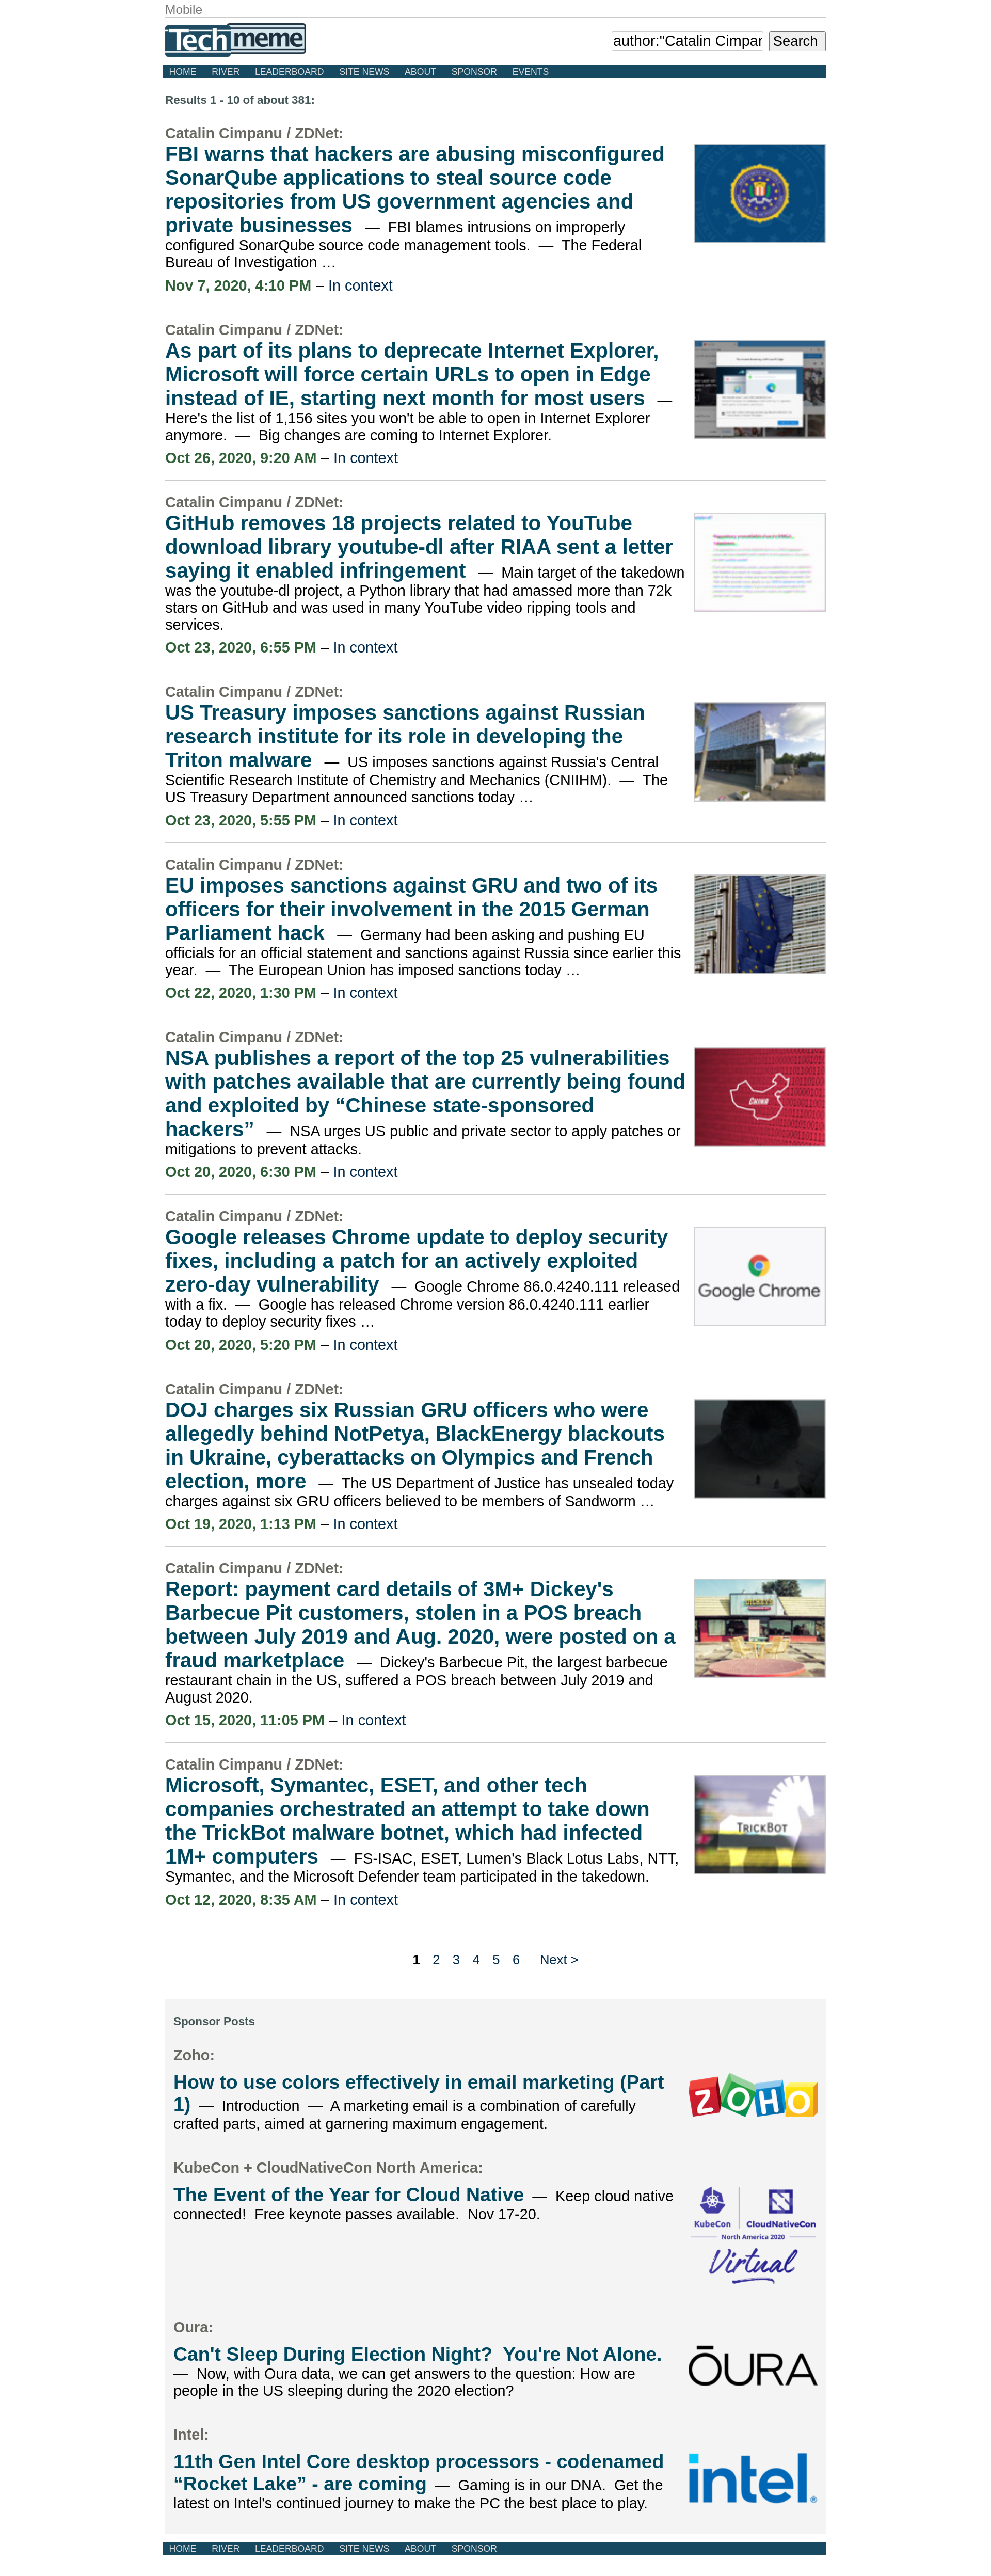 Mobile
Techmeme
author:"Catalin Cimpar
Search
HOME RIVER LEADERBOARD SITE NEWS ABOUT SPONSOR EVENTS
Results 1 - 10 of about 381:
Catalin Cimpanu / ZDNet:
FBI warns that hackers are abusing misconfigured
SonarQube applications to steal source code
repositories from US government agencies and
private businesses — FBI blames intrusions on improperly
configured SonarQube source code management tools. — The Federal
Bureau of Investigation …
Nov 7, 2020, 4:10 PM – In context
Catalin Cimpanu / ZDNet:
As part of its plans to deprecate Internet Explorer,
Microsoft will force certain URLs to open in Edge
instead of IE, starting next month for most users —
Here's the list of 1,156 sites you won't be able to open in Internet Explorer
anymore. — Big changes are coming to Internet Explorer.
Oct 26, 2020, 9:20 AM – In context
Catalin Cimpanu / ZDNet:
GitHub removes 18 projects related to YouTube
download library youtube-dl after RIAA sent a letter
saying it enabled infringement — Main target of the takedown
was the youtube-dl project, a Python library that had amassed more than 72k
stars on GitHub and was used in many YouTube video ripping tools and
services.
Oct 23, 2020, 6:55 PM – In context
Catalin Cimpanu / ZDNet:
US Treasury imposes sanctions against Russian
research institute for its role in developing the
Triton malware — US imposes sanctions against Russia's Central
Scientific Research Institute of Chemistry and Mechanics (CNIIHM). — The
US Treasury Department announced sanctions today …
Oct 23, 2020, 5:55 PM – In context
Catalin Cimpanu / ZDNet:
EU imposes sanctions against GRU and two of its
officers for their involvement in the 2015 German
Parliament hack — Germany had been asking and pushing EU
officials for an official statement and sanctions against Russia since earlier this
year. — The European Union has imposed sanctions today …
Oct 22, 2020, 1:30 PM – In context
Catalin Cimpanu / ZDNet:
NSA publishes a report of the top 25 vulnerabilities
with patches available that are currently being found
and exploited by “Chinese state-sponsored
hackers” — NSA urges US public and private sector to apply patches or
mitigations to prevent attacks.
CHINA
Oct 20, 2020, 6:30 PM – In context
Catalin Cimpanu / ZDNet:
Google releases Chrome update to deploy security
fixes, including a patch for an actively exploited
zero-day vulnerability — Google Chrome 86.0.4240.111 released
with a fix. — Google has released Chrome version 86.0.4240.111 earlier
today to deploy security fixes …
Google Chrome
Oct 20, 2020, 5:20 PM – In context
Catalin Cimpanu / ZDNet:
DOJ charges six Russian GRU officers who were
allegedly behind NotPetya, BlackEnergy blackouts
in Ukraine, cyberattacks on Olympics and French
election, more — The US Department of Justice has unsealed today
charges against six GRU officers believed to be members of Sandworm …
Oct 19, 2020, 1:13 PM – In context
Catalin Cimpanu / ZDNet:
Report: payment card details of 3M+ Dickey's
Barbecue Pit customers, stolen in a POS breach
between July 2019 and Aug. 2020, were posted on a
fraud marketplace — Dickey's Barbecue Pit, the largest barbecue
restaurant chain in the US, suffered a POS breach between July 2019 and
August 2020.
Oct 15, 2020, 11:05 PM – In context
Catalin Cimpanu / ZDNet:
Microsoft, Symantec, ESET, and other tech
companies orchestrated an attempt to take down
the TrickBot malware botnet, which had infected
1M+ computers — FS-ISAC, ESET, Lumen's Black Lotus Labs, NTT,
Symantec, and the Microsoft Defender team participated in the takedown.
TRICKBOT
Oct 12, 2020, 8:35 AM – In context
1 2 3 4 5 6 Next >
Sponsor Posts
Zoho:
How to use colors effectively in email marketing (Part
1) — Introduction — A marketing email is a combination of carefully
crafted parts, aimed at garnering maximum engagement.
ZOHO
KubeCon + CloudNativeCon North America:
The Event of the Year for Cloud Native — Keep cloud native
connected! Free keynote passes available. Nov 17-20.
KubeCon CloudNativeCon
North America 2020
Virtual
Oura:
Can't Sleep During Election Night? You're Not Alone.
— Now, with Oura data, we can get answers to the question: How are
people in the US sleeping during the 2020 election?
ŌURA
Intel:
11th Gen Intel Core desktop processors - codenamed
“Rocket Lake” - are coming — Gaming is in our DNA. Get the
latest on Intel's continued journey to make the PC the best place to play.
intel®
HOME RIVER LEADERBOARD SITE NEWS ABOUT SPONSOR